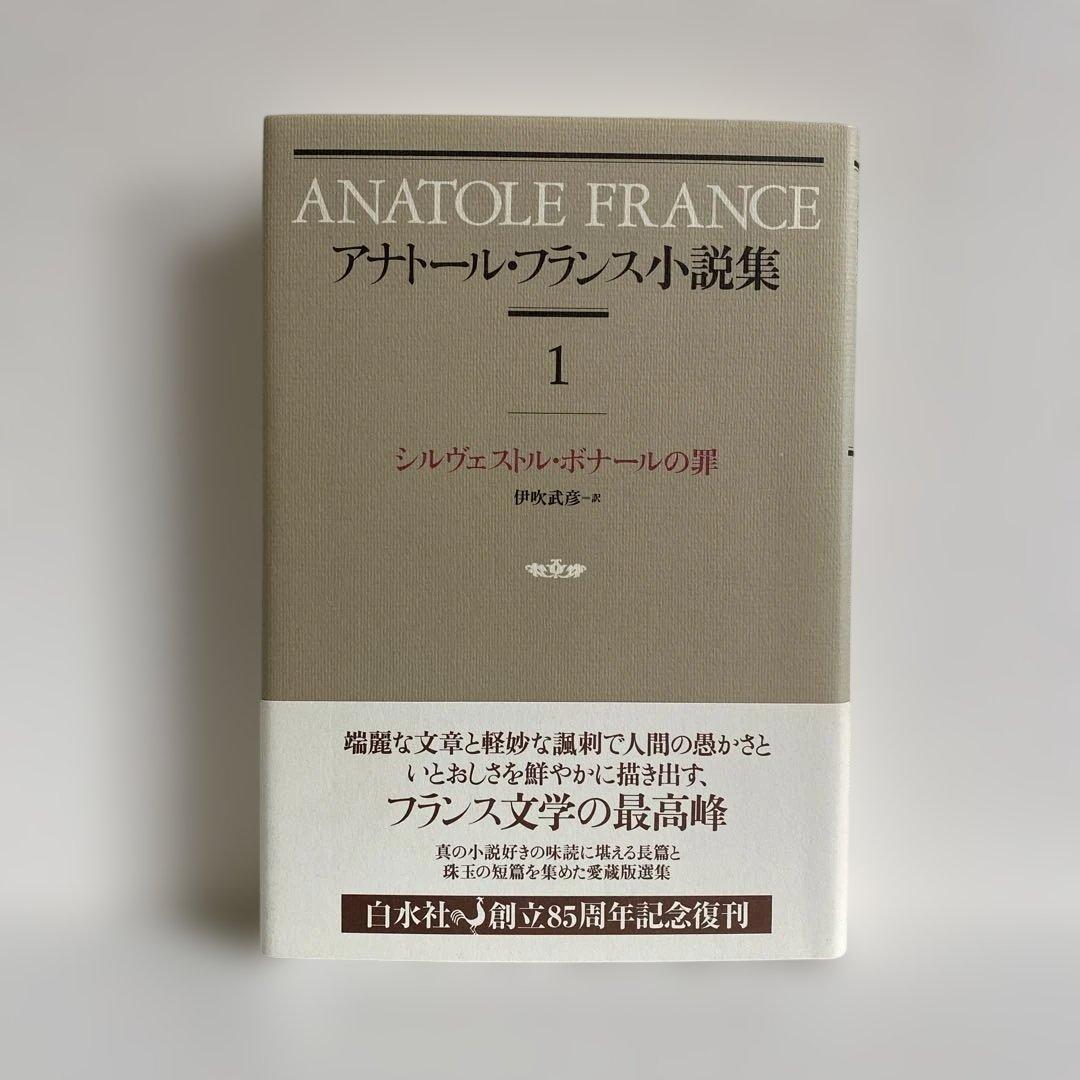 ANATOLE FRANCE
アナトール・フランス小説集
1
シルヴェストル・ボナールの罪
伊吹武彦=訳
端麗な文章と軽妙な諷刺で人間の愚かさと
いとおしさを鮮やかに描き出す、
フランス文学の最高峰
真の小説好きの味読に堪える長篇と
珠玉の短篇を集めた愛蔵版選集
白水社 創立85周年記念復刊